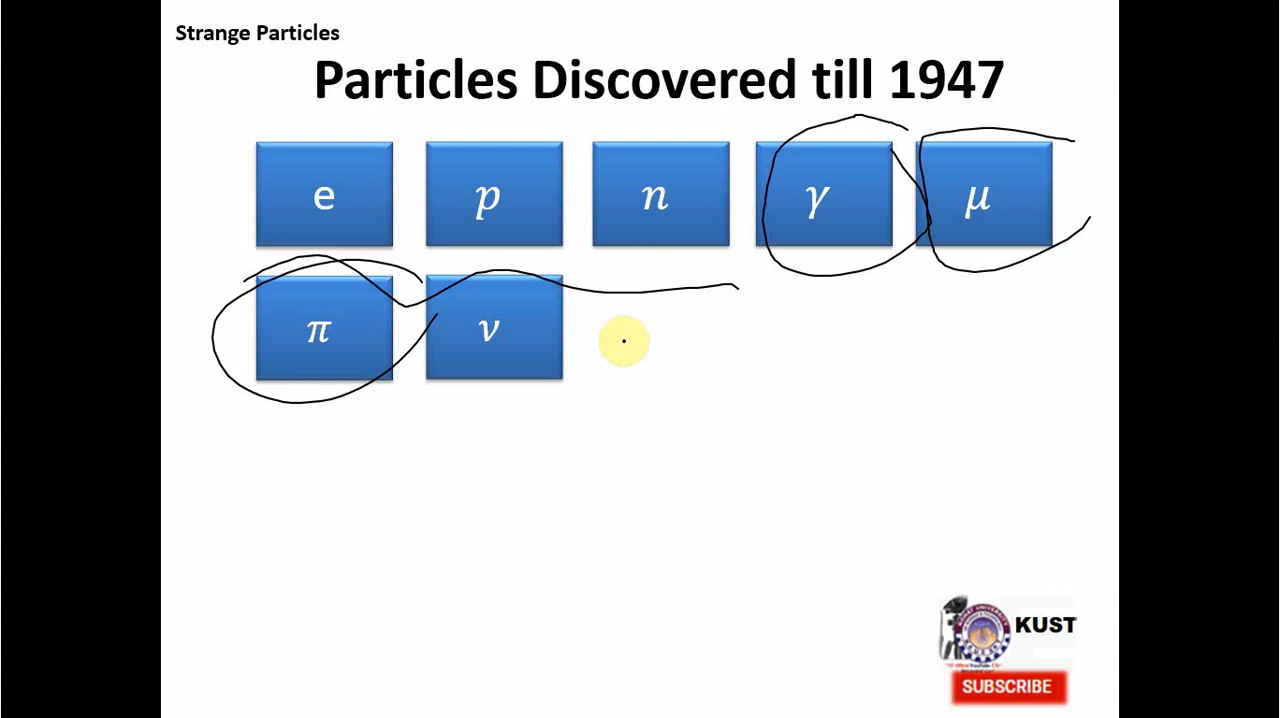 Strange Particles
Particles Discovered till 1947
e p n γ μ
π ν
KUST
SUBSCRIBE